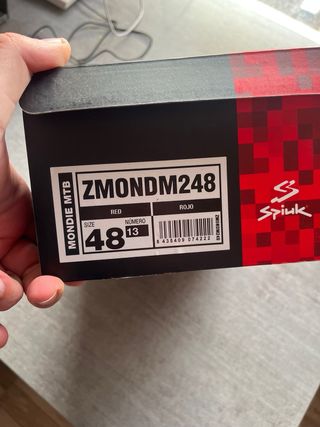 MONDIE MTB
ZMONDM248
RED ROJO
SIZE NÚMERO
48 13
8 435409 074222
Spiuk